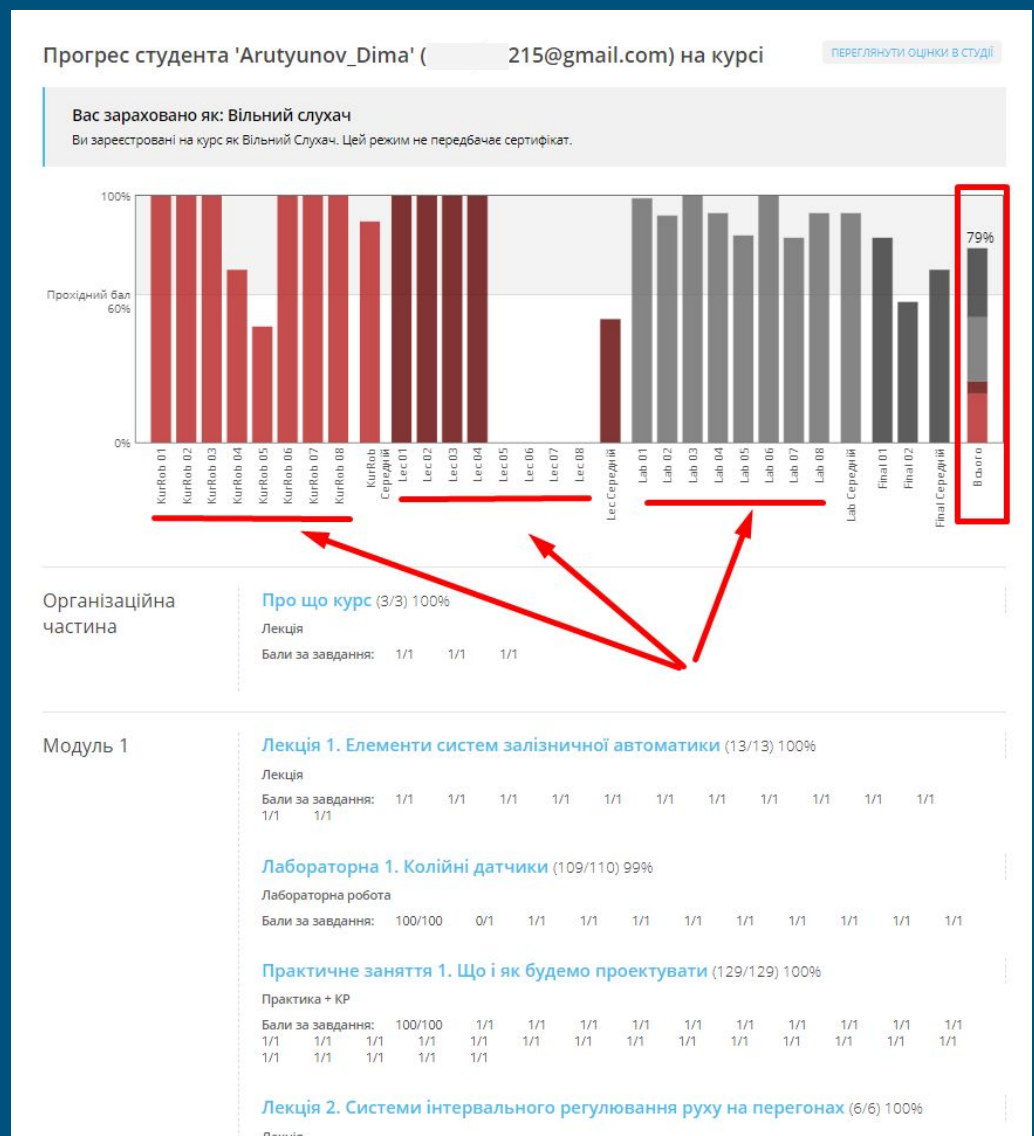 Прогрес студента 'Arutyunov_Dima' ( 215@gmail.com) на курсі
ПЕРЕГЛЯНУТИ ОЦІНКИ В СТУДІЇ
Вас зараховано як: Вільний слухач
Ви зареєстровані на курс як Вільний Слухач. Цей режим не передбачає сертифікат.
100%
79%
Прохідний бал
60%
0%
KurRob 01
KurRob 02
KurRob 03
KurRob 04
KurRob 05
KurRob 06
KurRob 07
KurRob 08
KurRob
Середній
Lec 01
Lec 02
Lec 03
Lec 04
Lec 05
Lec 06
Lec 07
Lec 08
Lec Середній
Lab 01
Lab 02
Lab 03
Lab 04
Lab 05
Lab 06
Lab 07
Lab 08
Lab Середній
Final 01
Final 02
Final Середній
Всього
Організаційна
частина
Про що курс (3/3) 100%
Лекція
Бали за завдання: 1/1 1/1 1/1
Модуль 1
Лекція 1. Елементи систем залізничної автоматики (13/13) 100%
Лекція
Бали за завдання: 1/1 1/1 1/1 1/1 1/1 1/1 1/1 1/1 1/1 1/1 1/1
1/1 1/1
Лабораторна 1. Колійні датчики (109/110) 99%
Лабораторна робота
Бали за завдання: 100/100 0/1 1/1 1/1 1/1 1/1 1/1 1/1 1/1 1/1 1/1
Практичне заняття 1. Що і як будемо проектувати (129/129) 100%
Практика + КР
Бали за завдання: 100/100 1/1 1/1 1/1 1/1 1/1 1/1 1/1 1/1 1/1 1/1
1/1 1/1 1/1 1/1 1/1 1/1 1/1 1/1 1/1 1/1 1/1 1/1 1/1 1/1
1/1 1/1 1/1 1/1 1/1
Лекція 2. Системи інтервального регулювання руху на перегонах (6/6) 100%
Лекція